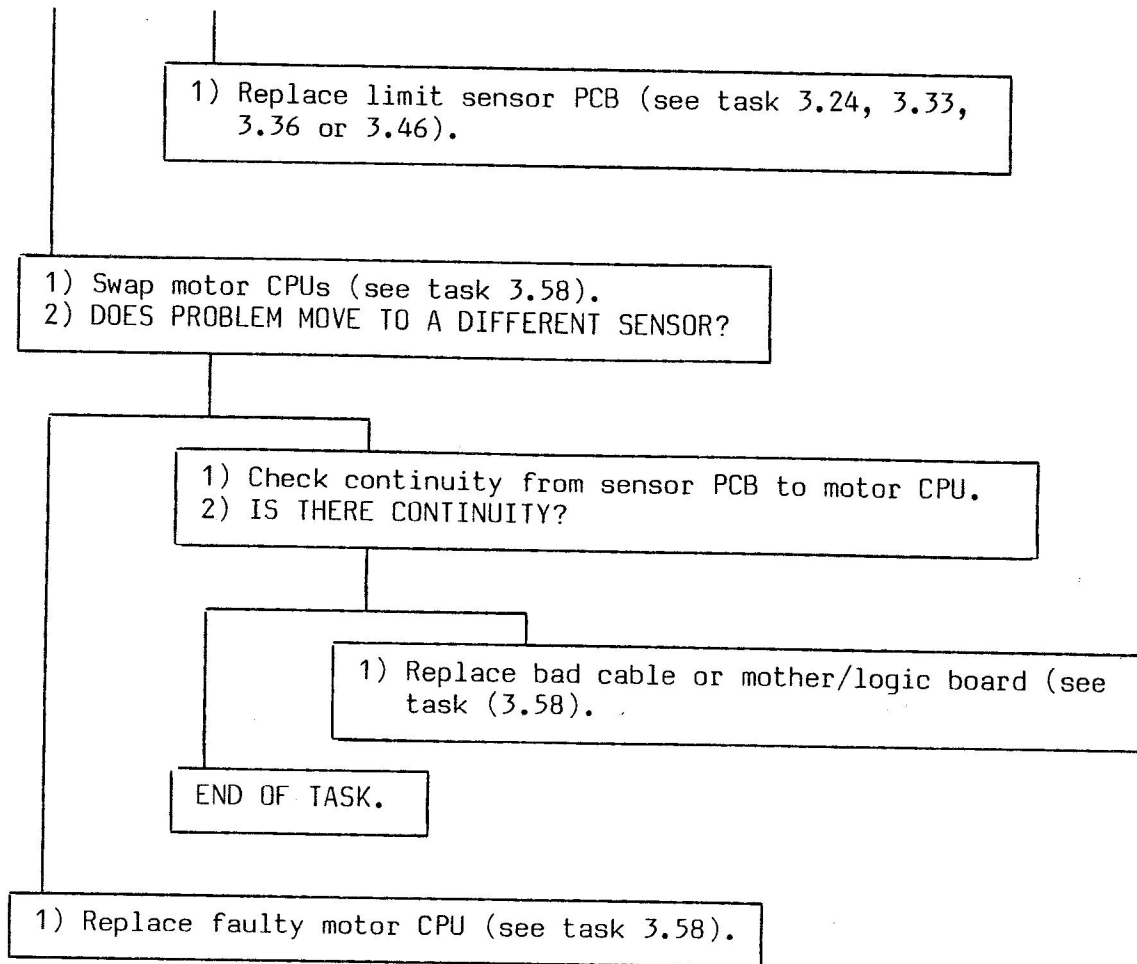 1) Replace limit sensor PCB (see task 3.24, 3.33,
3.36 or 3.46).
1) Swap motor CPUs (see task 3.58).
2) DOES PROBLEM MOVE TO A DIFFERENT SENSOR?
1) Check continuity from sensor PCB to motor CPU.
2) IS THERE CONTINUITY?
1) Replace bad cable or mother/logic board (see
task (3.58).
END OF TASK.
1) Replace faulty motor CPU (see task 3.58).